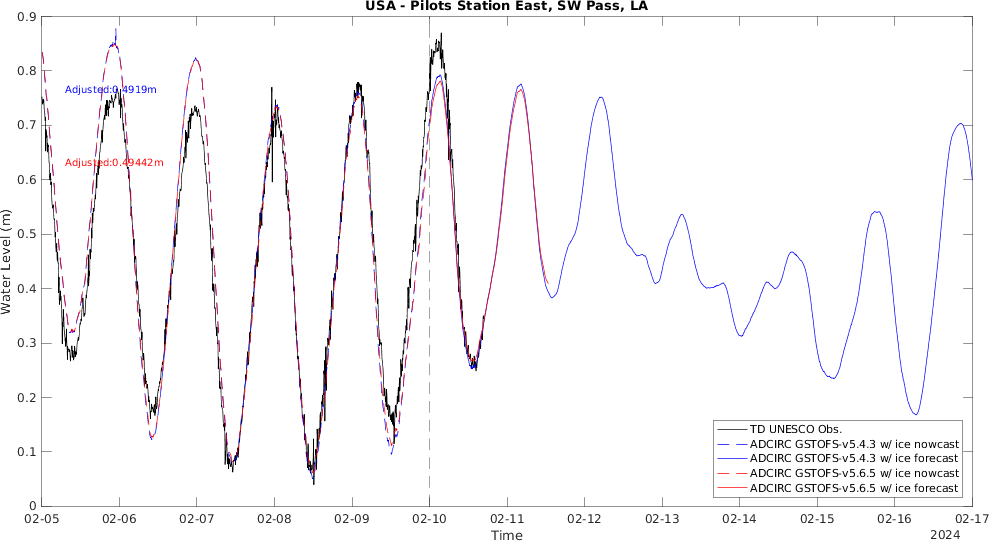 USA - Pilots Station East, SW Pass, LA
0.9
0.8
0.7
0.6
0.5
0.4
0.3
0.2
0.1
0
Water Level (m)
Adjusted:0.4919m
Adjusted:0.49442m
TD UNESCO Obs.
ADCIRC GSTOFS-v5.4.3 w/ ice nowcast
ADCIRC GSTOFS-v5.4.3 w/ ice forecast
ADCIRC GSTOFS-v5.6.5 w/ ice nowcast
ADCIRC GSTOFS-v5.6.5 w/ ice forecast
02-05 02-06 02-07 02-08 02-09 02-10 02-11 02-12 02-13 02-14 02-15 02-16 02-17
Time
2024